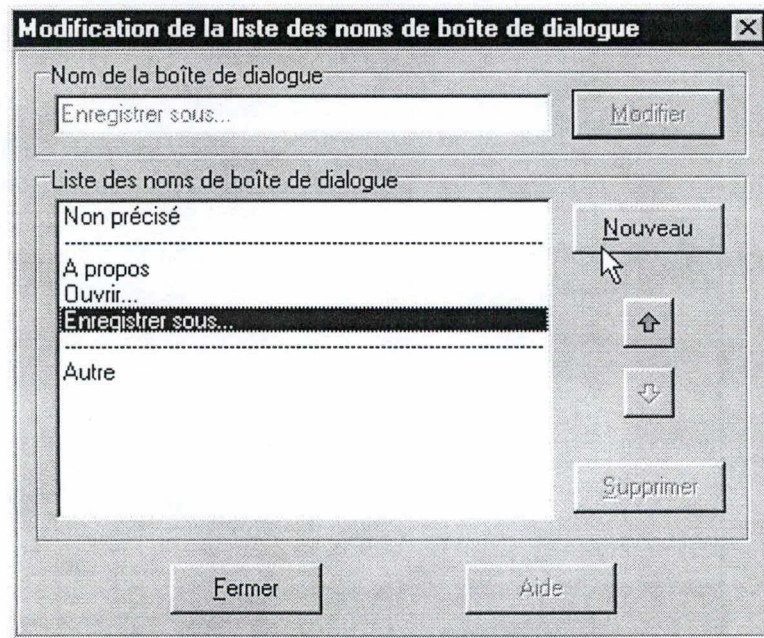 Modification de la liste des noms de boîte de dialogue
Nom de la boîte de dialogue
Enregistrer sous...
Modifier
Liste des noms de boîte de dialogue
Non précisé
A propos
Ouvrir...
Enregistrer sous...
Autre
Nouveau
Supprimer
Fermer
Aide